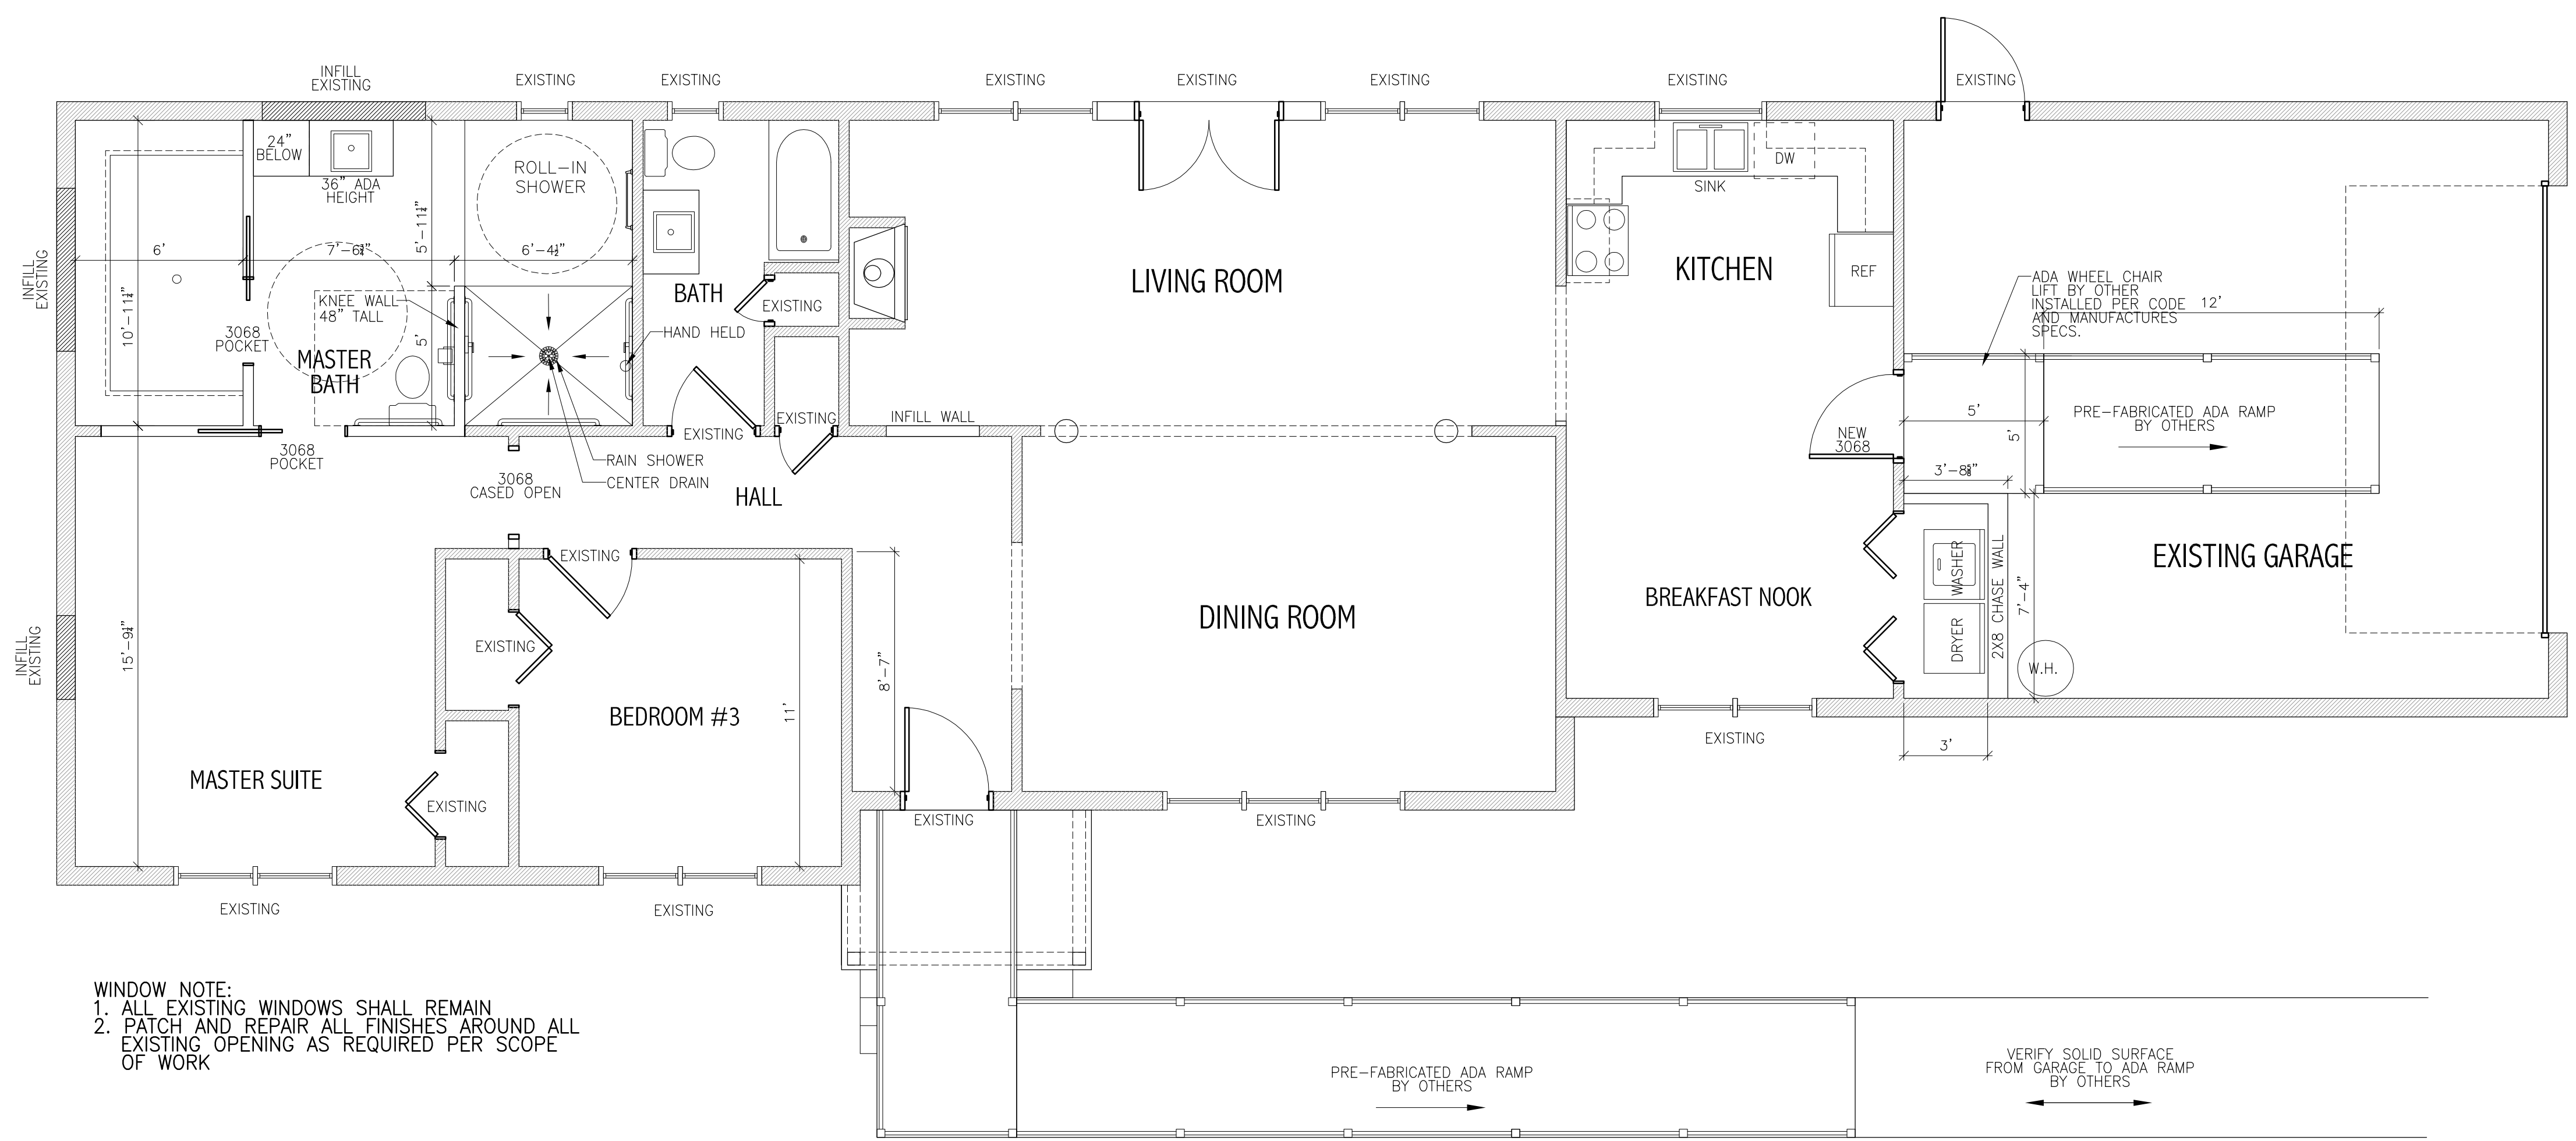 INFILL
EXISTING
EXISTING
EXISTING
EXISTING
EXISTING
EXISTING
EXISTING
EXISTING
24"
BELOW
36" ADA
HEIGHT
ROLL-IN
SHOWER
DW
SINK
5'-11¼"
6'
7'-6¾"
6'-4½"
INFILL
EXISTING
10'-11¼"
KNEE WALL
48" TALL
5'
3068
POCKET
MASTER
BATH
BATH
EXISTING
HAND HELD
LIVING ROOM
KITCHEN
REF
ADA WHEEL CHAIR
LIFT BY OTHER
INSTALLED PER CODE
AND MANUFACTURES
SPECS.
12'
EXISTING
EXISTING
INFILL WALL
3068
POCKET
RAIN SHOWER
CENTER DRAIN
3068
CASED OPEN
HALL
NEW
3068
5'
5'
PRE-FABRICATED ADA RAMP
BY OTHERS
3'-8⅝"
EXISTING
INFILL
EXISTING
15'-9¼"
EXISTING
8'-7"
11'
BEDROOM #3
DINING ROOM
BREAKFAST NOOK
WASHER
DRYER
2X8 CHASE WALL
7'-4"
W.H.
EXISTING GARAGE
MASTER SUITE
EXISTING
EXISTING
3'
EXISTING
EXISTING
EXISTING
EXISTING
WINDOW NOTE:
1. ALL EXISTING WINDOWS SHALL REMAIN
2. PATCH AND REPAIR ALL FINISHES AROUND ALL
EXISTING OPENING AS REQUIRED PER SCOPE
OF WORK
PRE-FABRICATED ADA RAMP
BY OTHERS
VERIFY SOLID SURFACE
FROM GARAGE TO ADA RAMP
BY OTHERS